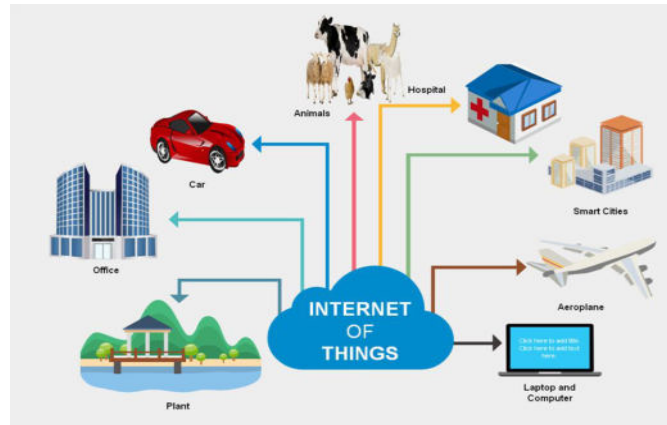 Animals
Hospital
Car
Smart Cities
Office
Aeroplane
INTERNET
OF
THINGS
Click here to add title
Click here to add text
here
Plant
Laptop and
Computer